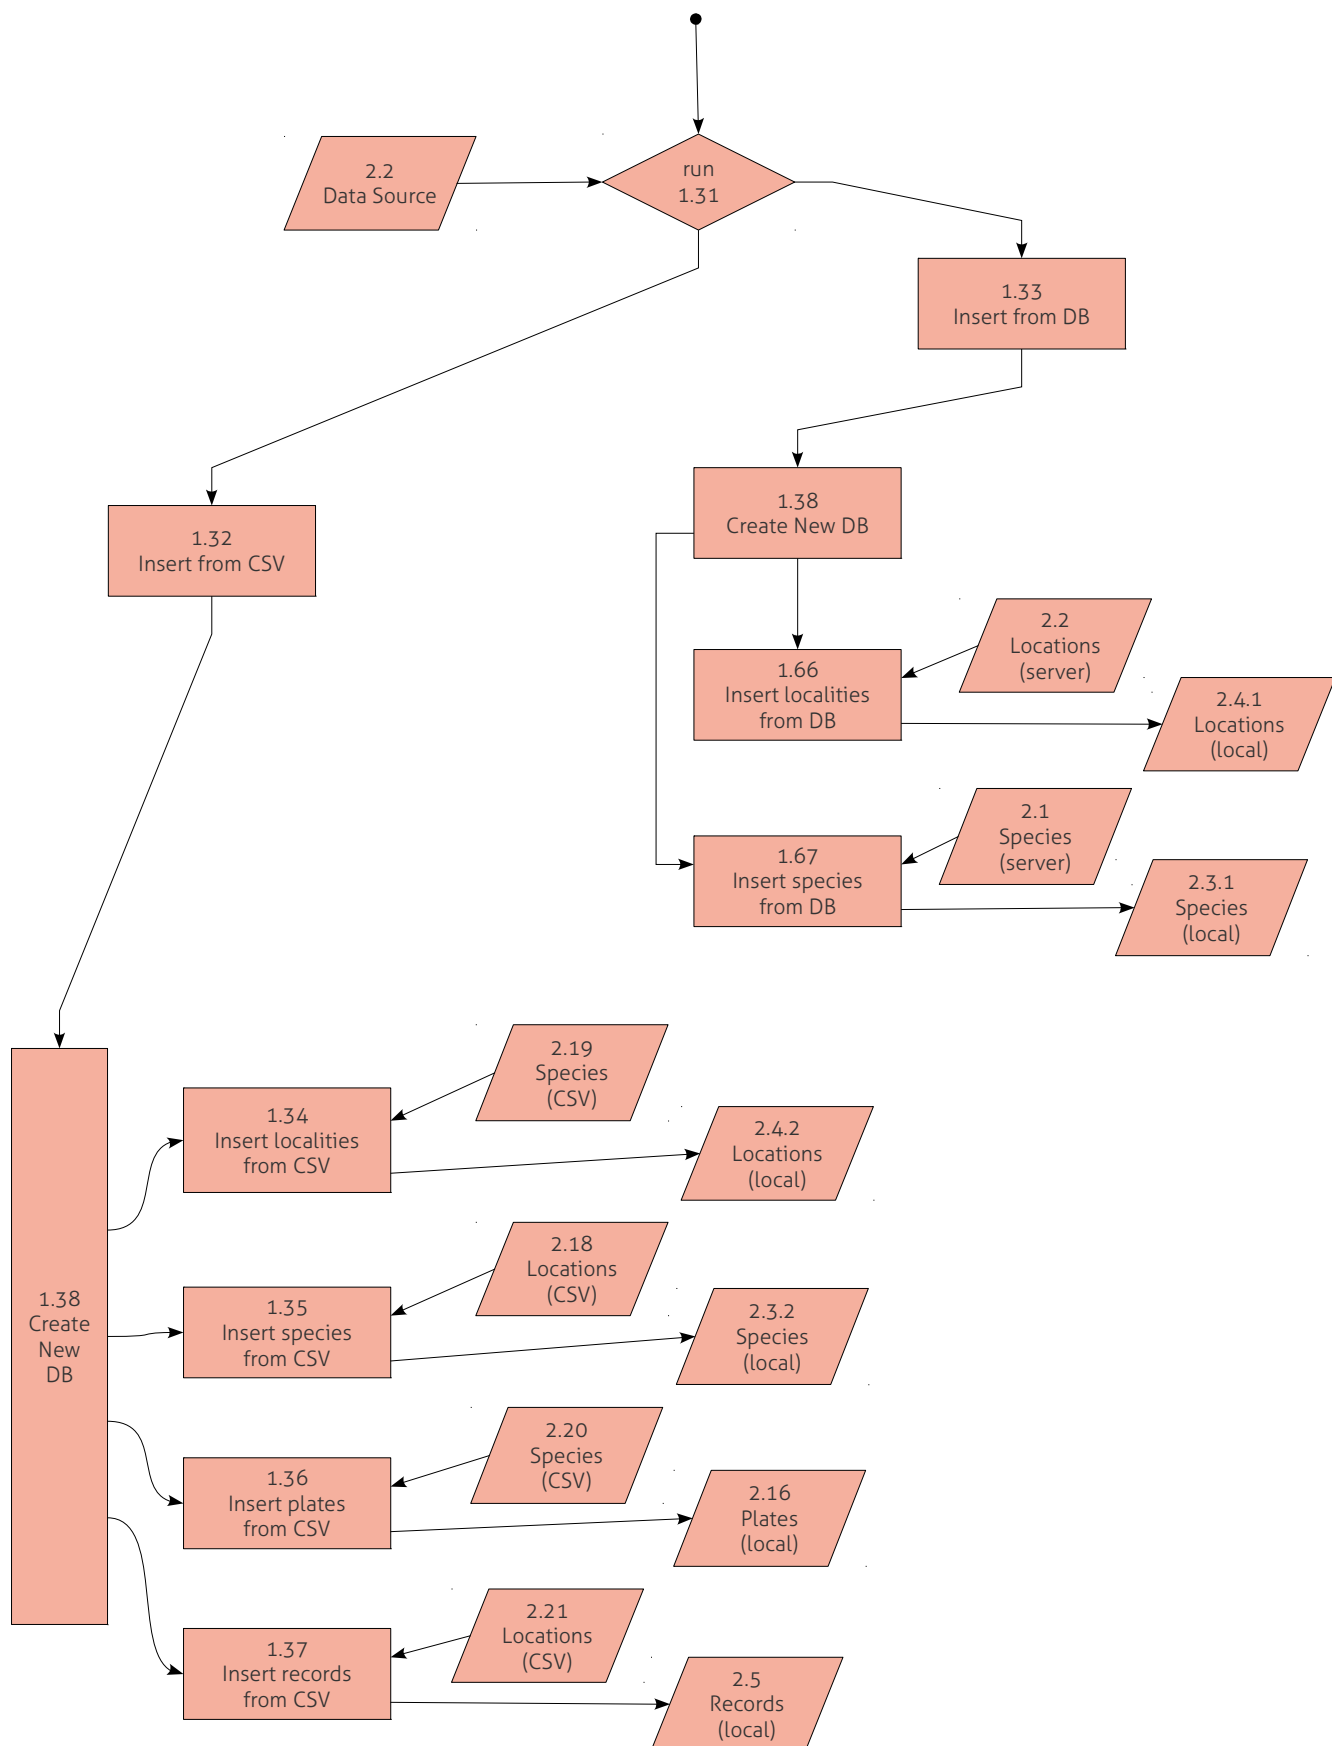 2.2
Data Source
run
1.31
1.33
Insert from DB
1.38
Create New DB
1.32
Insert from CSV
2.2
Locations
(server)
1.66
Insert localities
from DB
2.4.1
Locations
(local)
2.1
Species
(server)
1.67
Insert species
from DB
2.3.1
Species
(local)
2.19
Species
(CSV)
1.34
Insert localities
from CSV
2.4.2
Locations
(local)
2.18
Locations
(CSV)
1.38
Create
New
DB
1.35
Insert species
from CSV
2.3.2
Species
(local)
2.20
Species
(CSV)
1.36
Insert plates
from CSV
2.16
Plates
(local)
2.21
Locations
(CSV)
1.37
Insert records
from CSV
2.5
Records
(local)